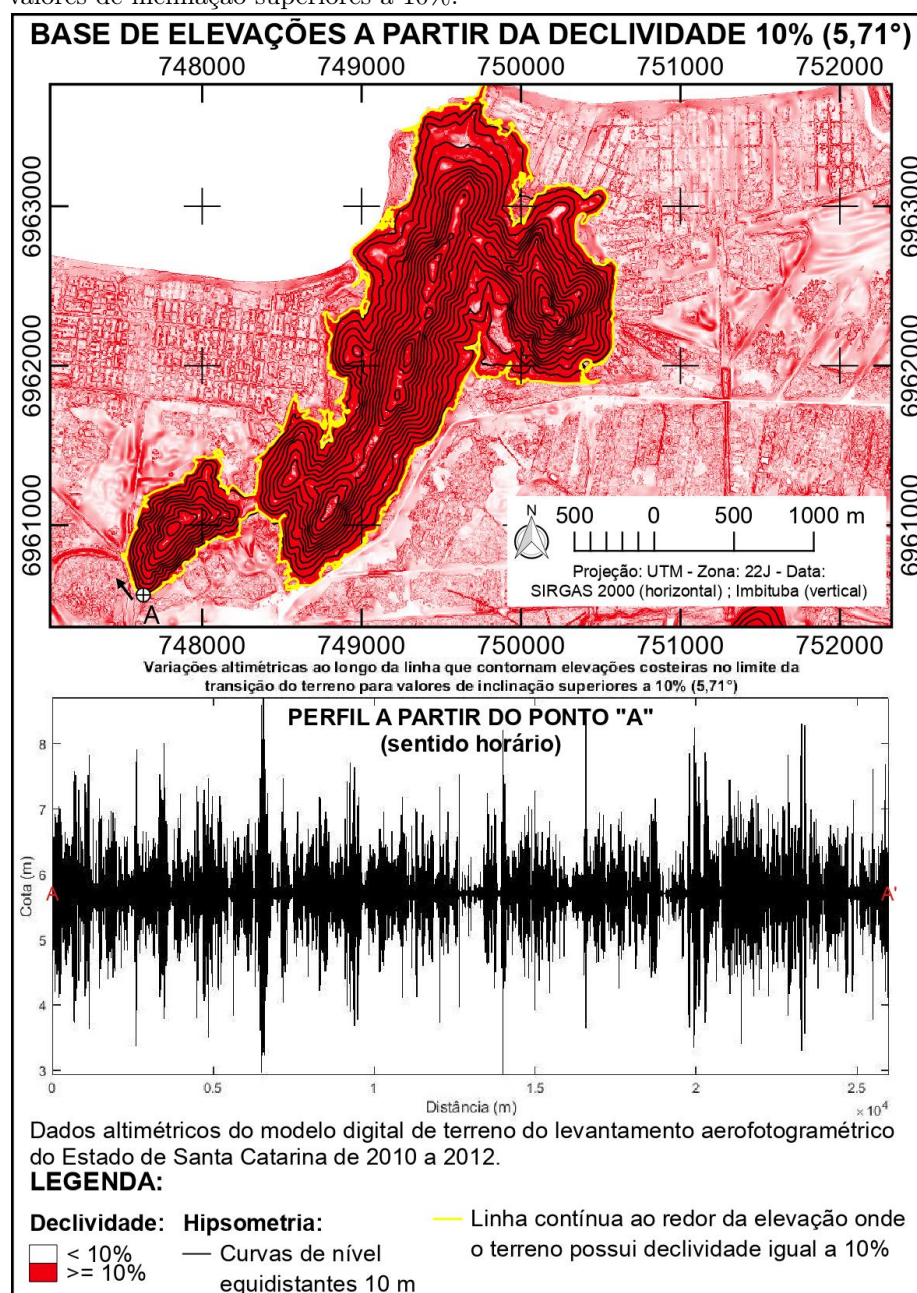 valores de inclinação superiores a 10%.
BASE DE ELEVAÇÕES A PARTIR DA DECLIVIDADE 10% (5,71°)
748000 749000 750000 751000 752000
6963000 6963000
6962000 6962000
6961000 6961000
N
500 0 500 1000 m
Projeção: UTM - Zona: 22J - Data:
SIRGAS 2000 (horizontal) ; Imbituba (vertical)
A
748000 749000 750000 751000 752000
Variações altimétricas ao longo da linha que contornam elevações costeiras no limite da
transição do terreno para valores de inclinação superiores a 10% (5,71°)
PERFIL A PARTIR DO PONTO "A"
(sentido horário)
8
7
6
5
4
3
Cota (m)
A A'
0 0.5 1 1.5 2 2.5
Distância (m)
× 10⁴
Dados altimétricos do modelo digital de terreno do levantamento aerofotogramétrico
do Estado de Santa Catarina de 2010 a 2012.
LEGENDA:
Declividade:
< 10%
>= 10%
Hipsometria:
Curvas de nível
equidistantes 10 m
Linha contínua ao redor da elevação onde
o terreno possui declividade igual a 10%